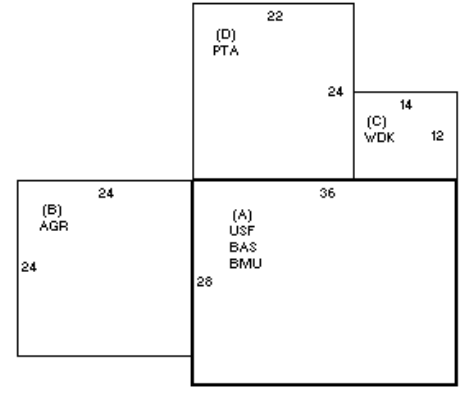 22
(D)
PTA
24
14
(C)
WDK 12
24
(B)
AGR
24
36
(A)
USF
BAS
BMU
28